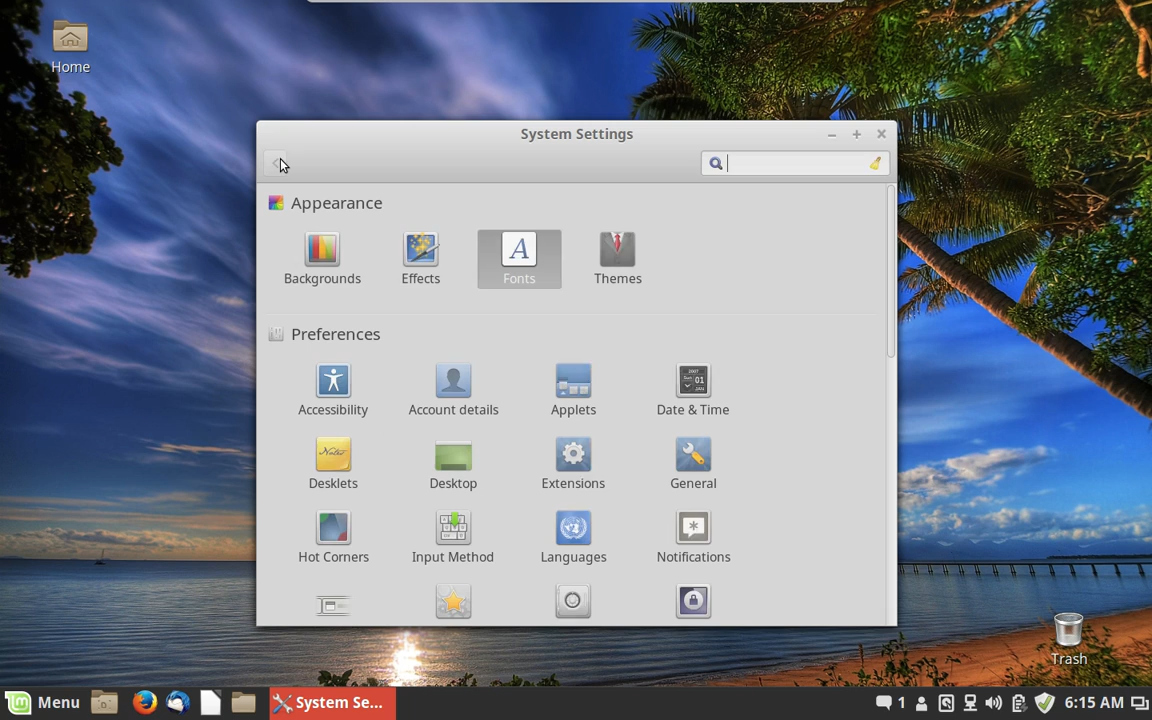 Home
System Settings
Appearance
Backgrounds
Effects
Fonts
Themes
Preferences
Accessibility
Account details
Applets
Date & Time
Desklets
Desktop
Extensions
General
Hot Corners
Input Method
Languages
Notifications
Trash
Menu
System Se...
1
6:15 AM